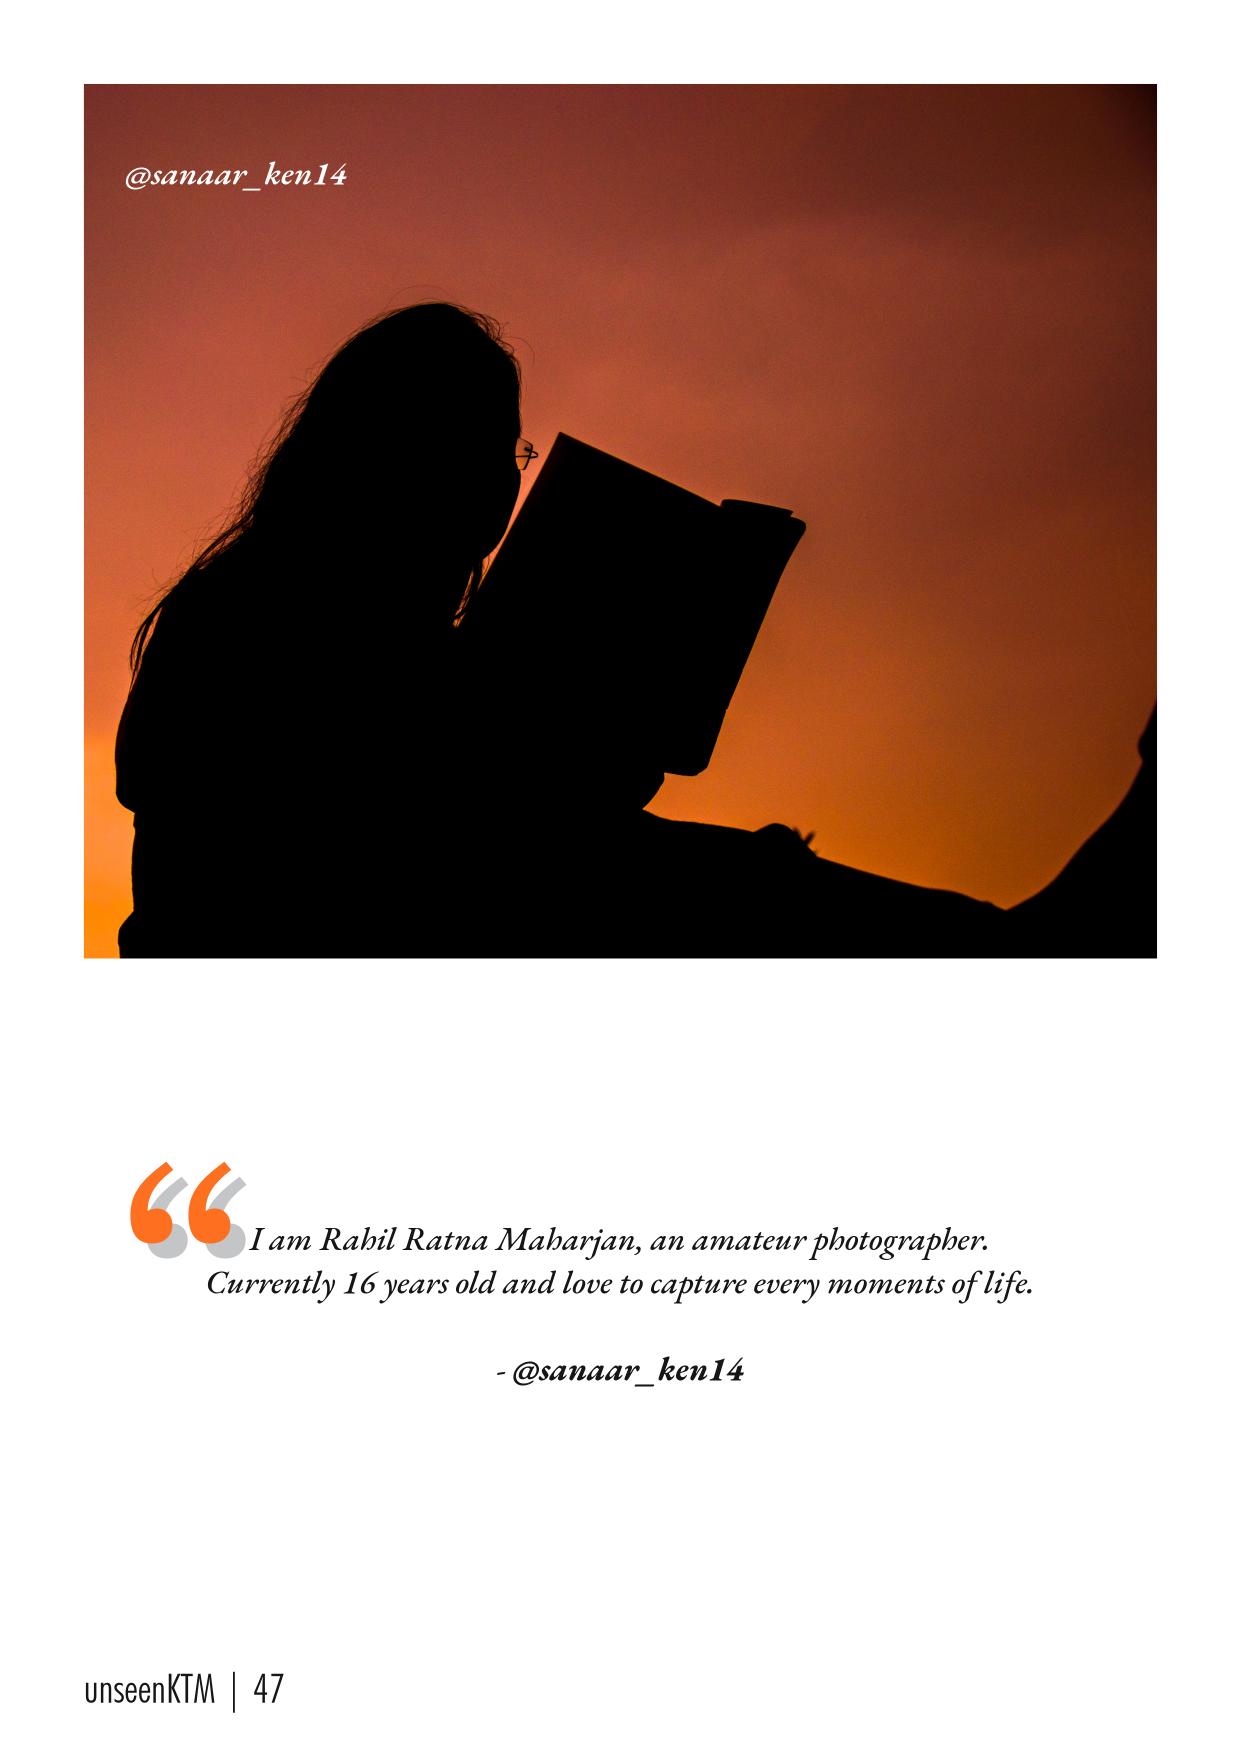 @sanaar_ken14
I am Rahil Ratna Maharjan, an amateur photographer.
Currently 16 years old and love to capture every moments of life.
- @sanaar_ken14
unseenKTM | 47